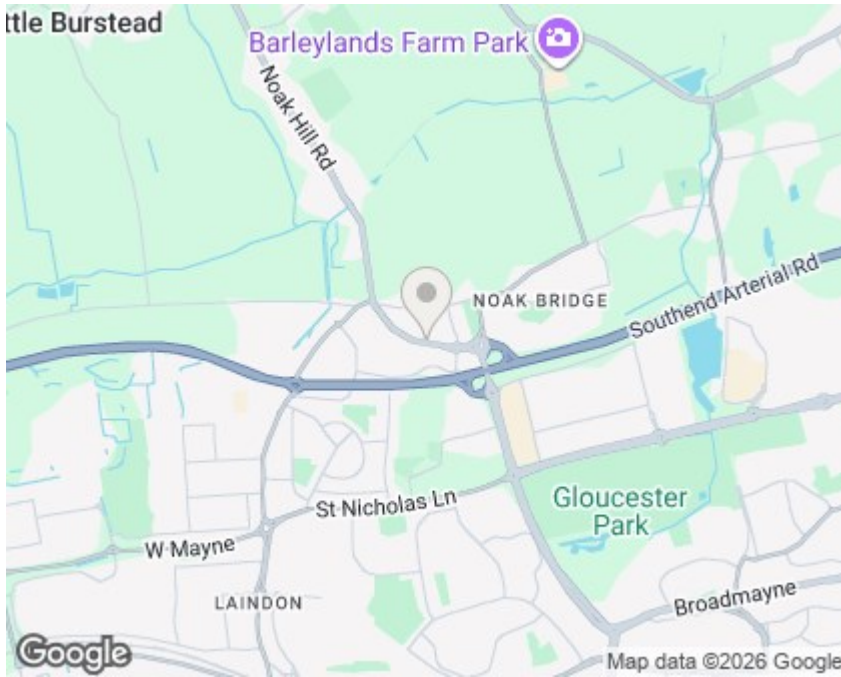 ttle Burstead
Barleylands Farm Park
Noak Hill Rd
NOAK BRIDGE
Southend Arterial Rd
St Nicholas Ln
Gloucester
Park
W Mayne
LAINDON
Broadmayne
Google
Map data ©2026 Google